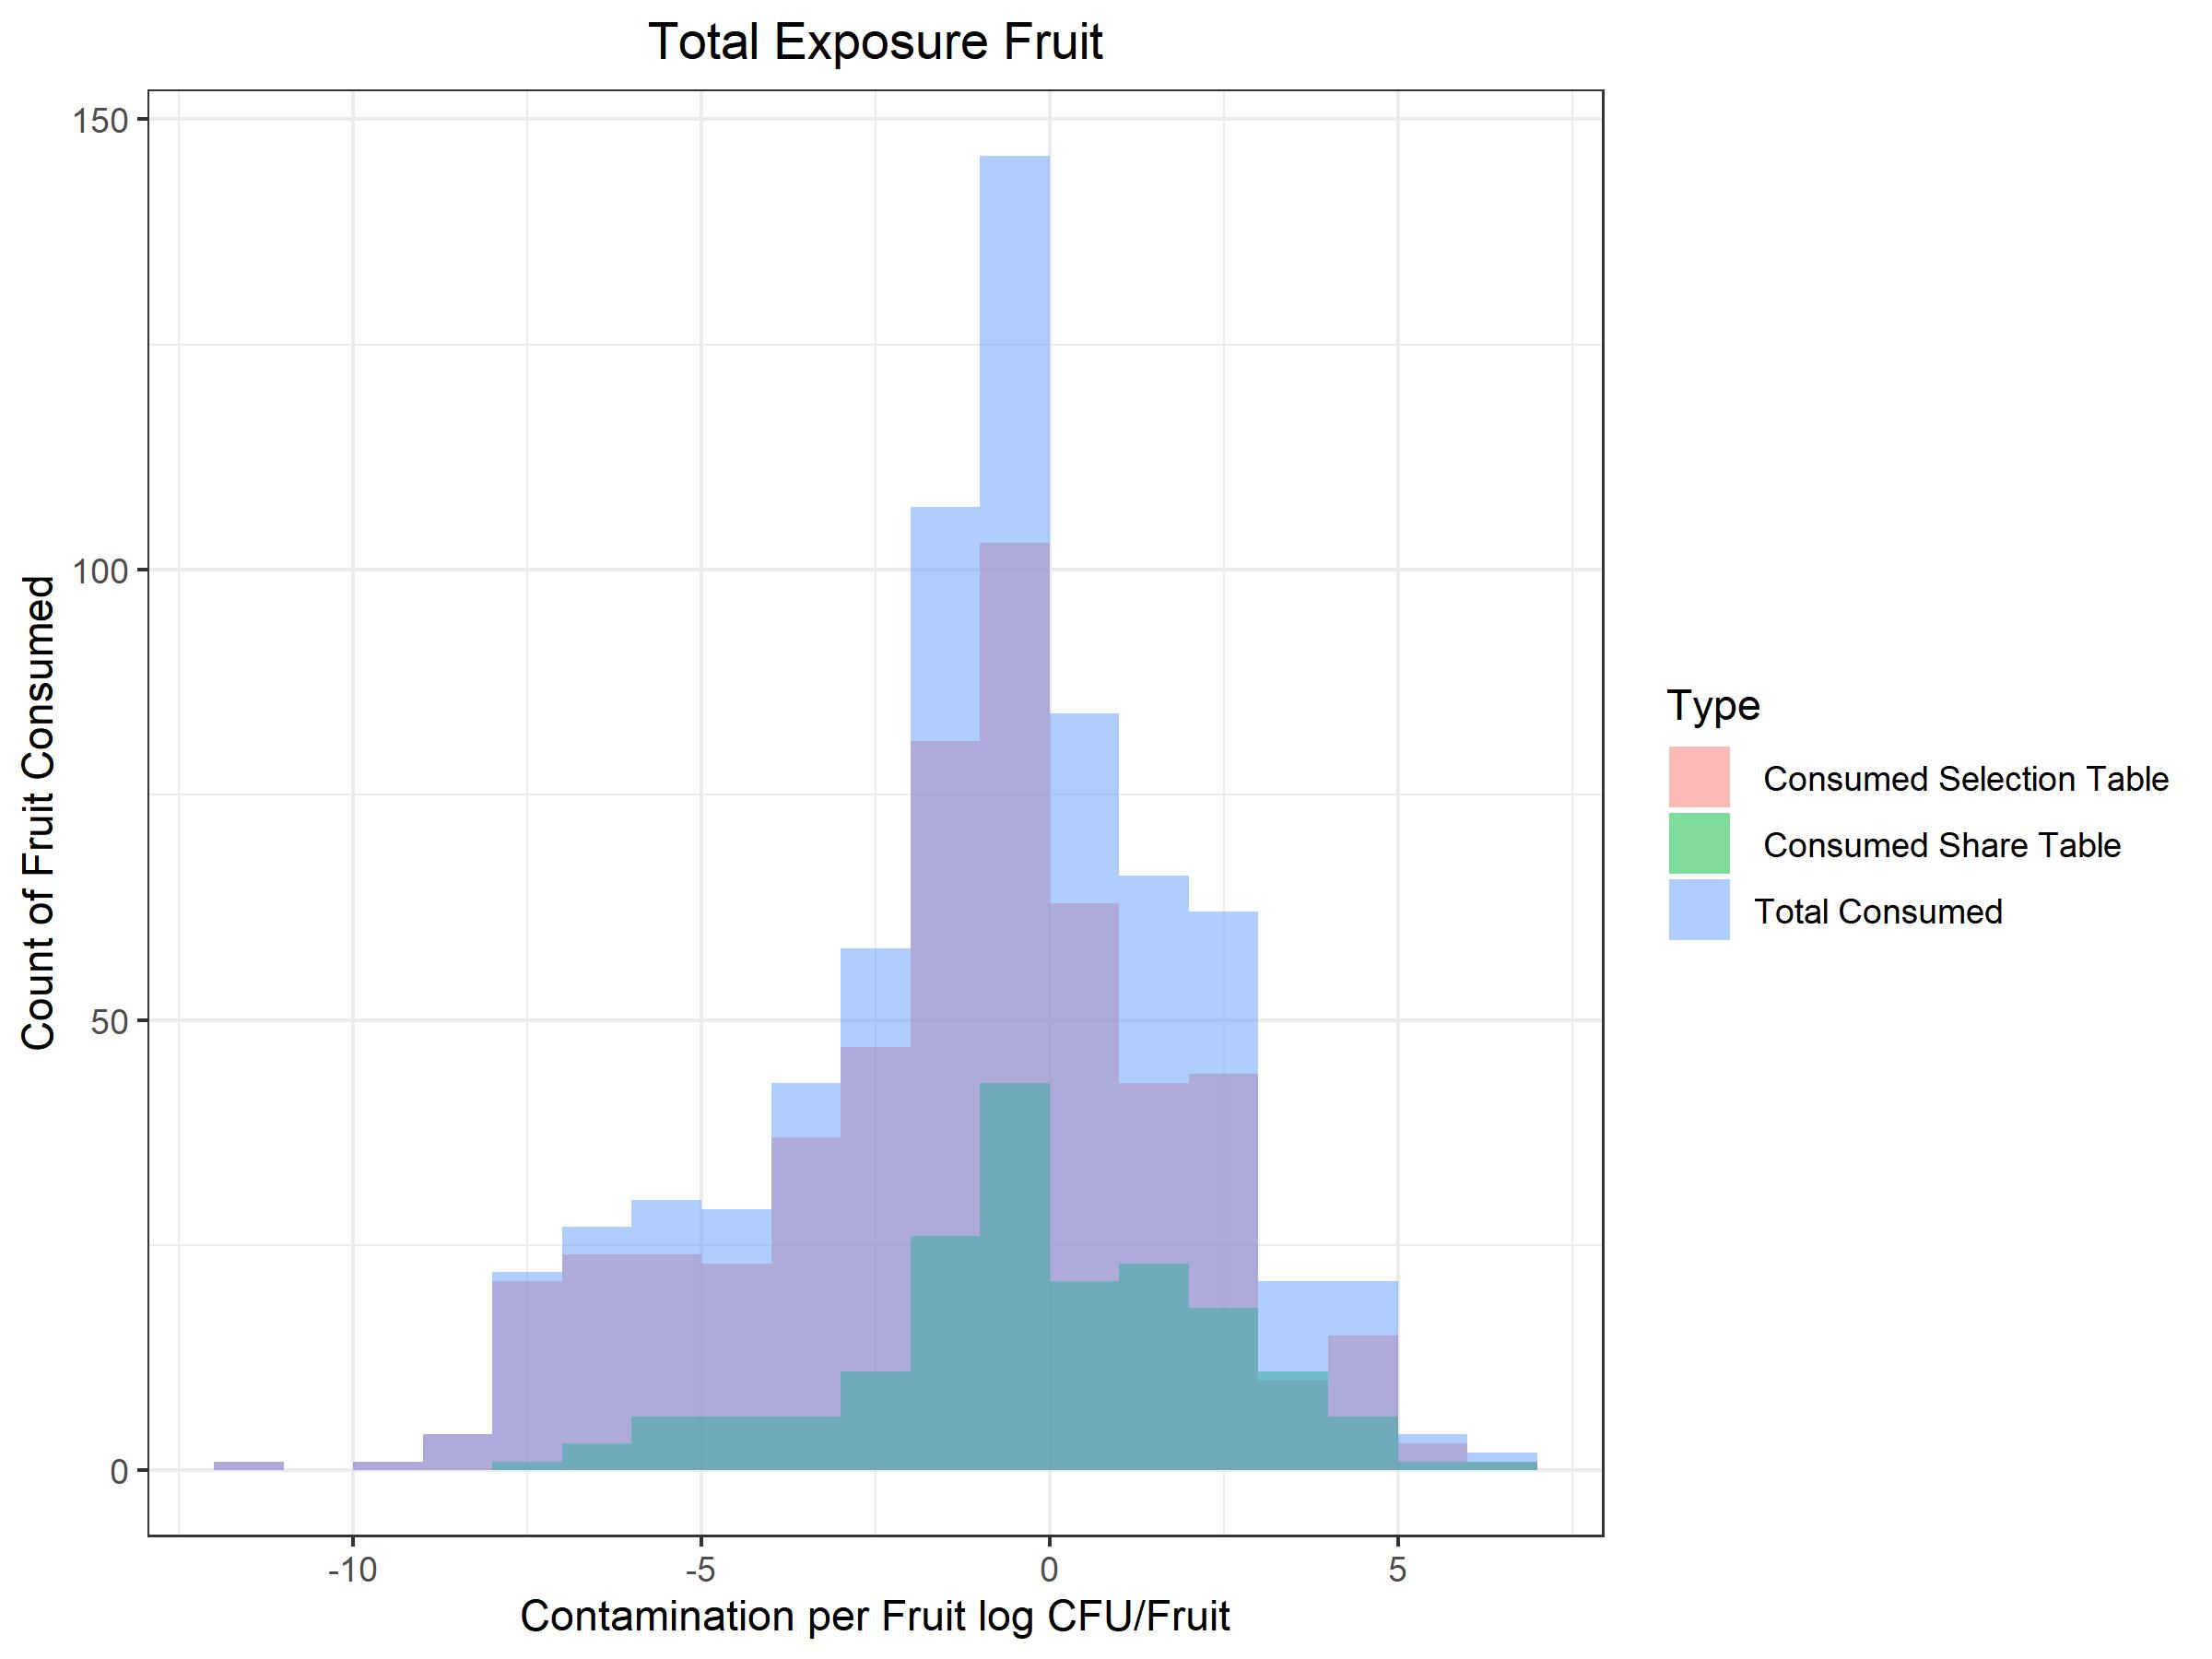 Total Exposure Fruit
150
100
50
0
Count of Fruit Consumed
-10
-5
0
5
Contamination per Fruit log CFU/Fruit
Type
Consumed Selection Table
Consumed Share Table
Total Consumed